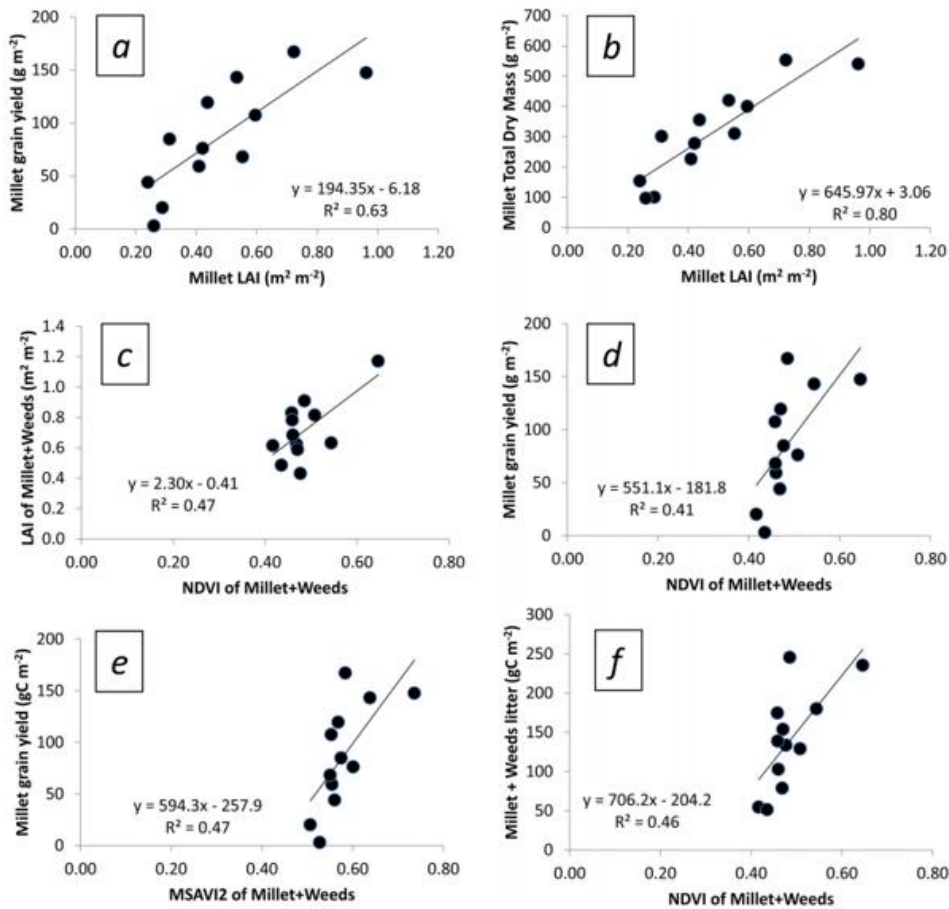 a
Millet grain yield (g m⁻²)
200
150
100
50
0
y = 194.35x - 6.18
R² = 0.63
0.00 0.20 0.40 0.60 0.80 1.00 1.20
Millet LAI (m² m⁻²)
b
Millet Total Dry Mass (g m⁻²)
700
600
500
400
300
200
100
0
y = 645.97x + 3.06
R² = 0.80
0.00 0.20 0.40 0.60 0.80 1.00 1.20
Millet LAI (m² m⁻²)
c
LAI of Millet+Weeds (m² m⁻²)
1.4
1.2
1.0
0.8
0.6
0.4
0.2
0.0
y = 2.30x - 0.41
R² = 0.47
0.00 0.20 0.40 0.60 0.80
NDVI of Millet+Weeds
d
Millet grain yield (g m⁻²)
200
150
100
50
0
y = 551.1x - 181.8
R² = 0.41
0.00 0.20 0.40 0.60 0.80
NDVI of Millet+Weeds
e
Millet grain yield (gC m⁻²)
200
150
100
50
0
y = 594.3x - 257.9
R² = 0.47
0.00 0.20 0.40 0.60 0.80
MSAVI2 of Millet+Weeds
f
Millet + Weeds litter (gC m⁻²)
300
250
200
150
100
50
0
y = 706.2x - 204.2
R² = 0.46
0.00 0.20 0.40 0.60 0.80
NDVI of Millet+Weeds